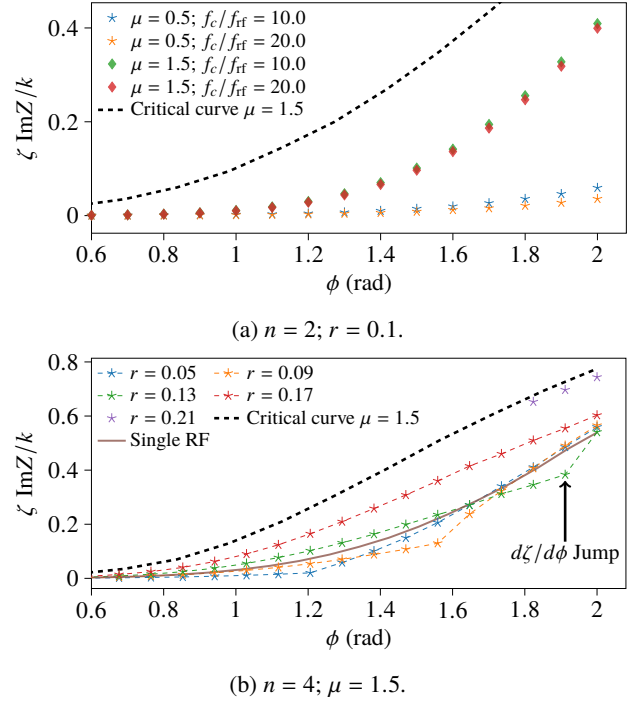 0.4
0.2
0
ζ ImZ/k
μ = 0.5; f_c/f_rf = 10.0
μ = 0.5; f_c/f_rf = 20.0
μ = 1.5; f_c/f_rf = 10.0
μ = 1.5; f_c/f_rf = 20.0
Critical curve μ = 1.5
0.6 0.8 1 1.2 1.4 1.6 1.8 2
ϕ (rad)
(a) n = 2; r = 0.1.
0.8
0.6
0.4
0.2
0
ζ ImZ/k
r = 0.05 r = 0.09
r = 0.13 r = 0.17
r = 0.21 Critical curve μ = 1.5
Single RF
dζ/dϕ Jump
0.6 0.8 1 1.2 1.4 1.6 1.8 2
ϕ (rad)
(b) n = 4; μ = 1.5.